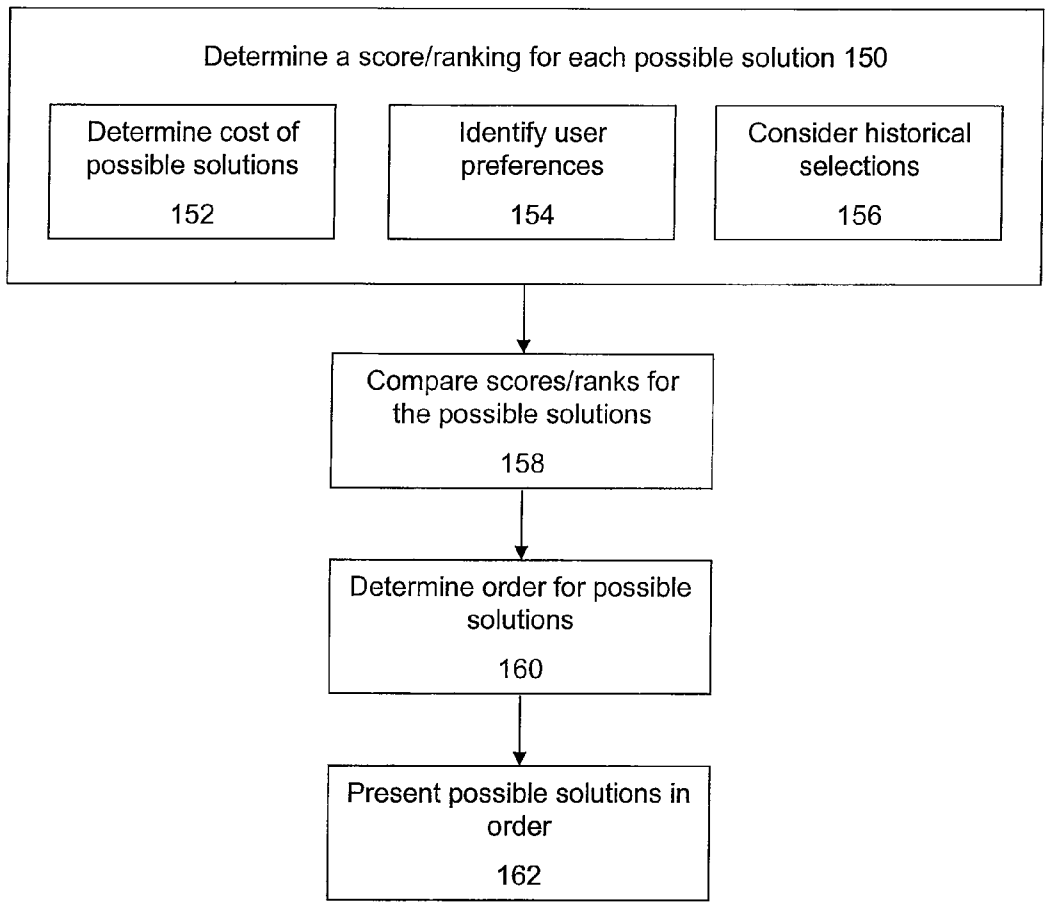 Determine a score/ranking for each possible solution 150
Determine cost of
possible solutions
152
Identify user
preferences
154
Consider historical
selections
156
Compare scores/ranks for
the possible solutions
158
Determine order for possible
solutions
160
Present possible solutions in
order
162